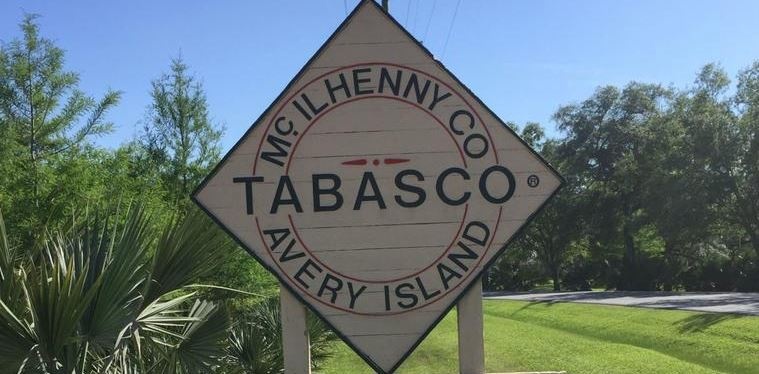 McILHENNY CO
TABASCO®
AVERY ISLAND